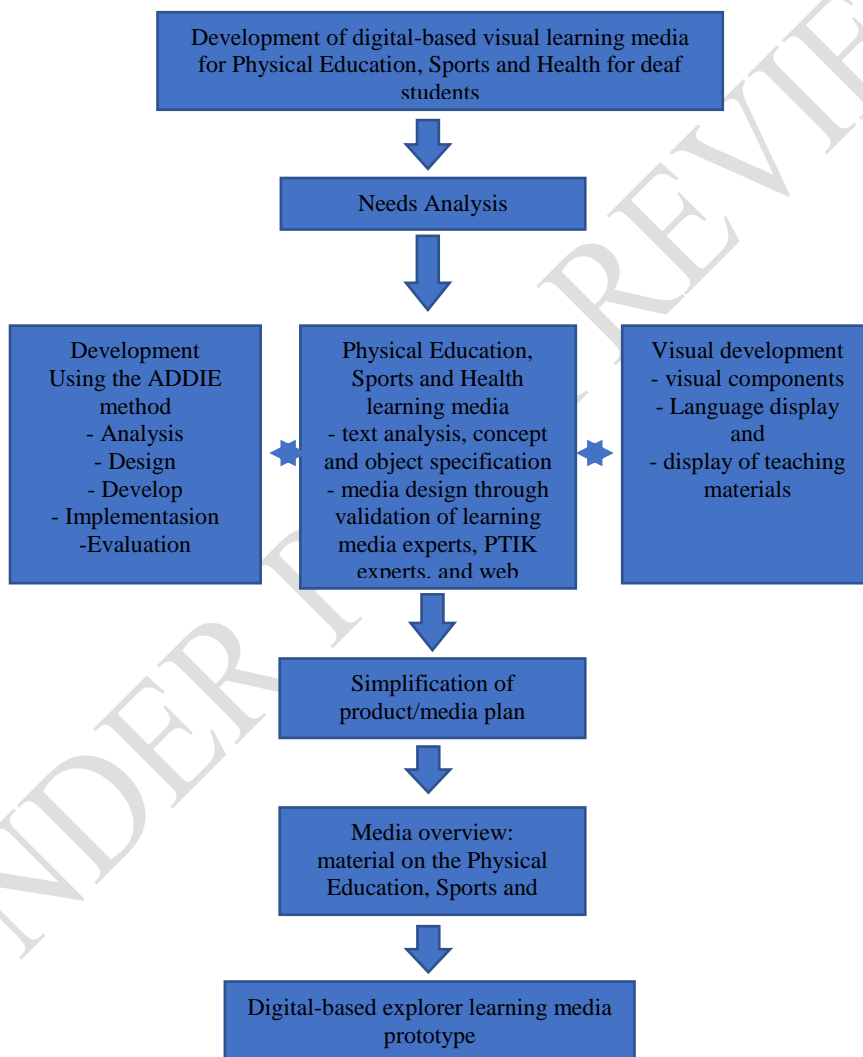 Development of digital-based visual learning media
for Physical Education, Sports and Health for deaf
students
Needs Analysis
Development
Using the ADDIE
method
- Analysis
- Design
- Develop
- Implementasion
-Evaluation
Physical Education,
Sports and Health
learning media
- text analysis, concept
and object specification
- media design through
validation of learning
media experts, PTIK
experts, and web
Visual development
- visual components
- Language display
and
- display of teaching
materials
Simplification of
product/media plan
Media overview:
material on the Physical
Education, Sports and
Digital-based explorer learning media
prototype
NDER
REVIE